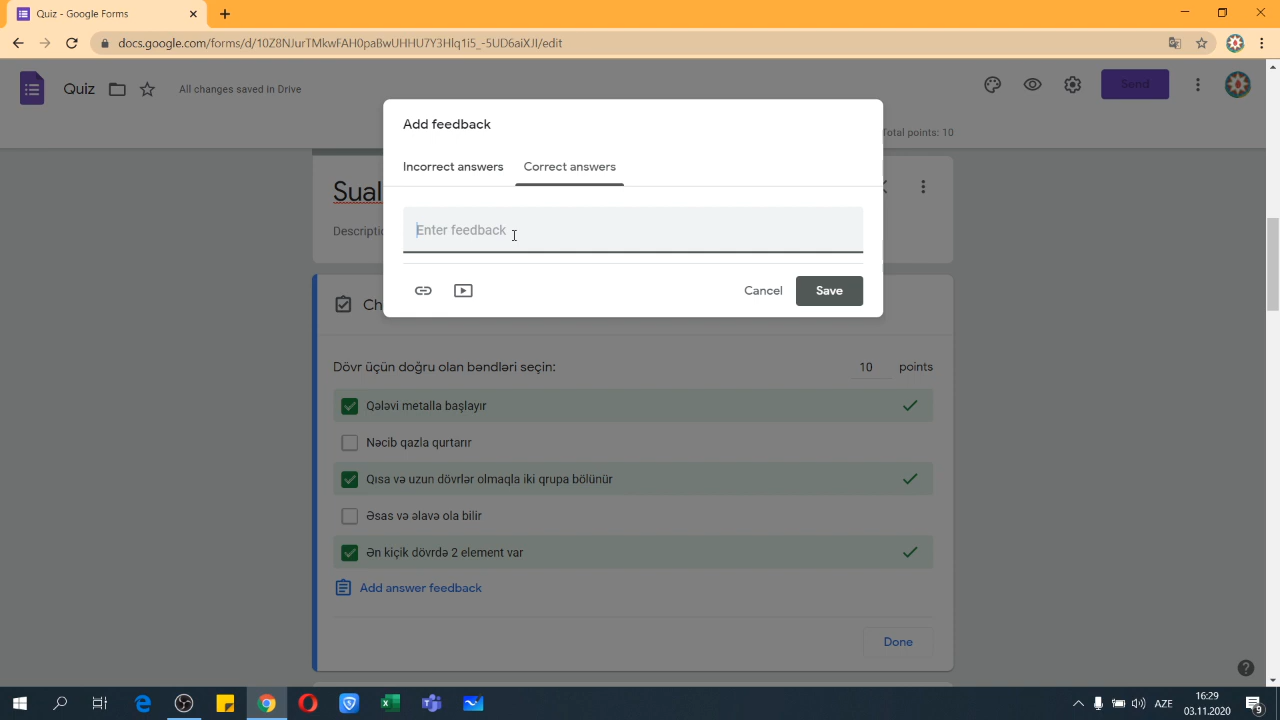 Quiz - Google Forms
docs.google.com/forms/d/10Z8NJurTMkwFAH0paBwUHHU7Y3Hlq1i5_-5UD6aiXJI/edit
Quiz
All changes saved in Drive
Send
Total points: 10
Add feedback
Incorrect answers
Correct answers
Enter feedback
Cancel
Save
Sual
Descripti
Ch
Dövr üçün doğru olan bəndləri seçin:
10 points
Qələvi metalla başlayır
Nəcib qazla qurtarır
Qısa və uzun dövrlər olmaqla iki qrupa bölünür
Əsas və əlavə ola bilir
Ən kiçik dövrdə 2 element var
Add answer feedback
Done
AZE
16:29
03.11.2020
9